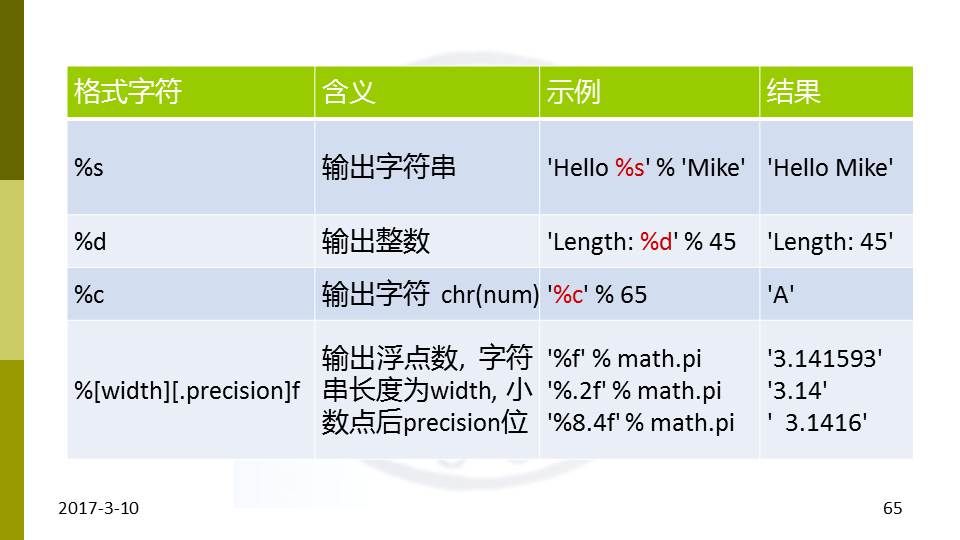 格式字符 含义 示例 结果
%s 输出字符串 'Hello %s' % 'Mike' 'Hello Mike'
%d 输出整数 'Length: %d' % 45 'Length: 45'
%c 输出字符 chr(num) '%c' % 65 'A'
%[width][.precision]f
输出浮点数, 字符
串长度为width, 小
数点后precision位
'%f' % math.pi
'%.2f' % math.pi
'%8.4f' % math.pi
'3.141593'
'3.14'
'  3.1416'
2017-3-10
65